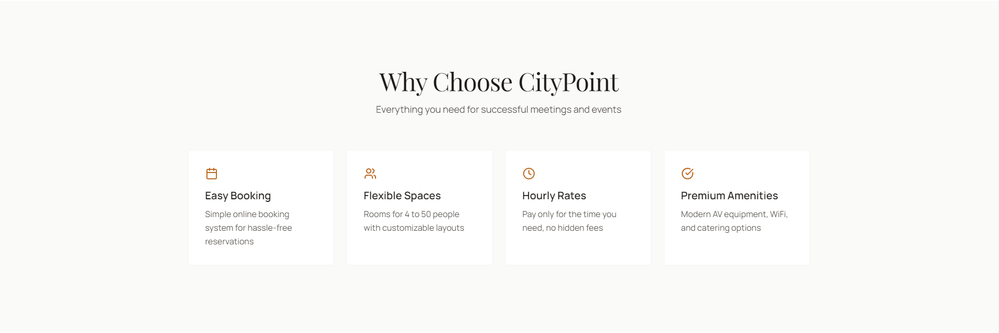 Why Choose CityPoint
Everything you need for successful meetings and events
Easy Booking
Simple online booking
system for hassle-free
reservations
Flexible Spaces
Rooms for 4 to 50 people
with customizable layouts
Hourly Rates
Pay only for the time you
need, no hidden fees
Premium Amenities
Modern AV equipment, WiFi,
and catering options